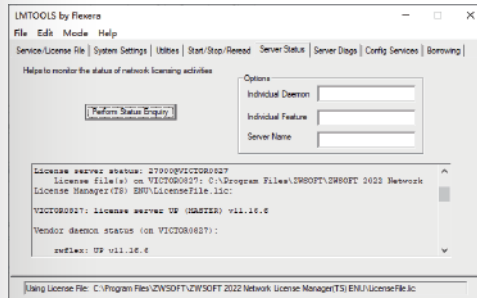 LMTOOLS by Flexera
File Edit Mode Help
Service/License File System Settings Utilities Start/Stop/Reread Server Status Server Diags Config Services Borrowing
Helps to monitor the status of network licensing activities
Options
Individual Daemon
Perform Status Enquiry
Individual Feature
Server Name
License server status: 27000@VICTOR0827
License file(s) on VICTOR0827: C:\Program Files\ZWSOFT\ZWSOFT 2022 Network
License Manager(TS) ENU\LicenseFile.lic:
VICTOR0827: license server UP (MASTER) v11.16.6
Vendor daemon status (on VICTOR0827):
zwflex: UP v11.16.6
Using License File: C:\Program Files\ZWSOFT\ZWSOFT 2022 Network License Manager(TS) ENU\LicenseFile.lic